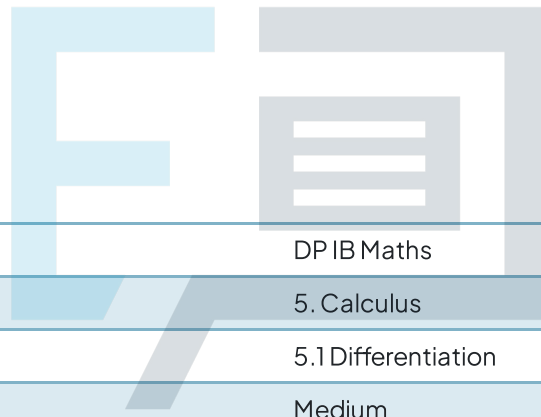 DP IB Maths
5. Calculus
5.1 Differentiation
Medium